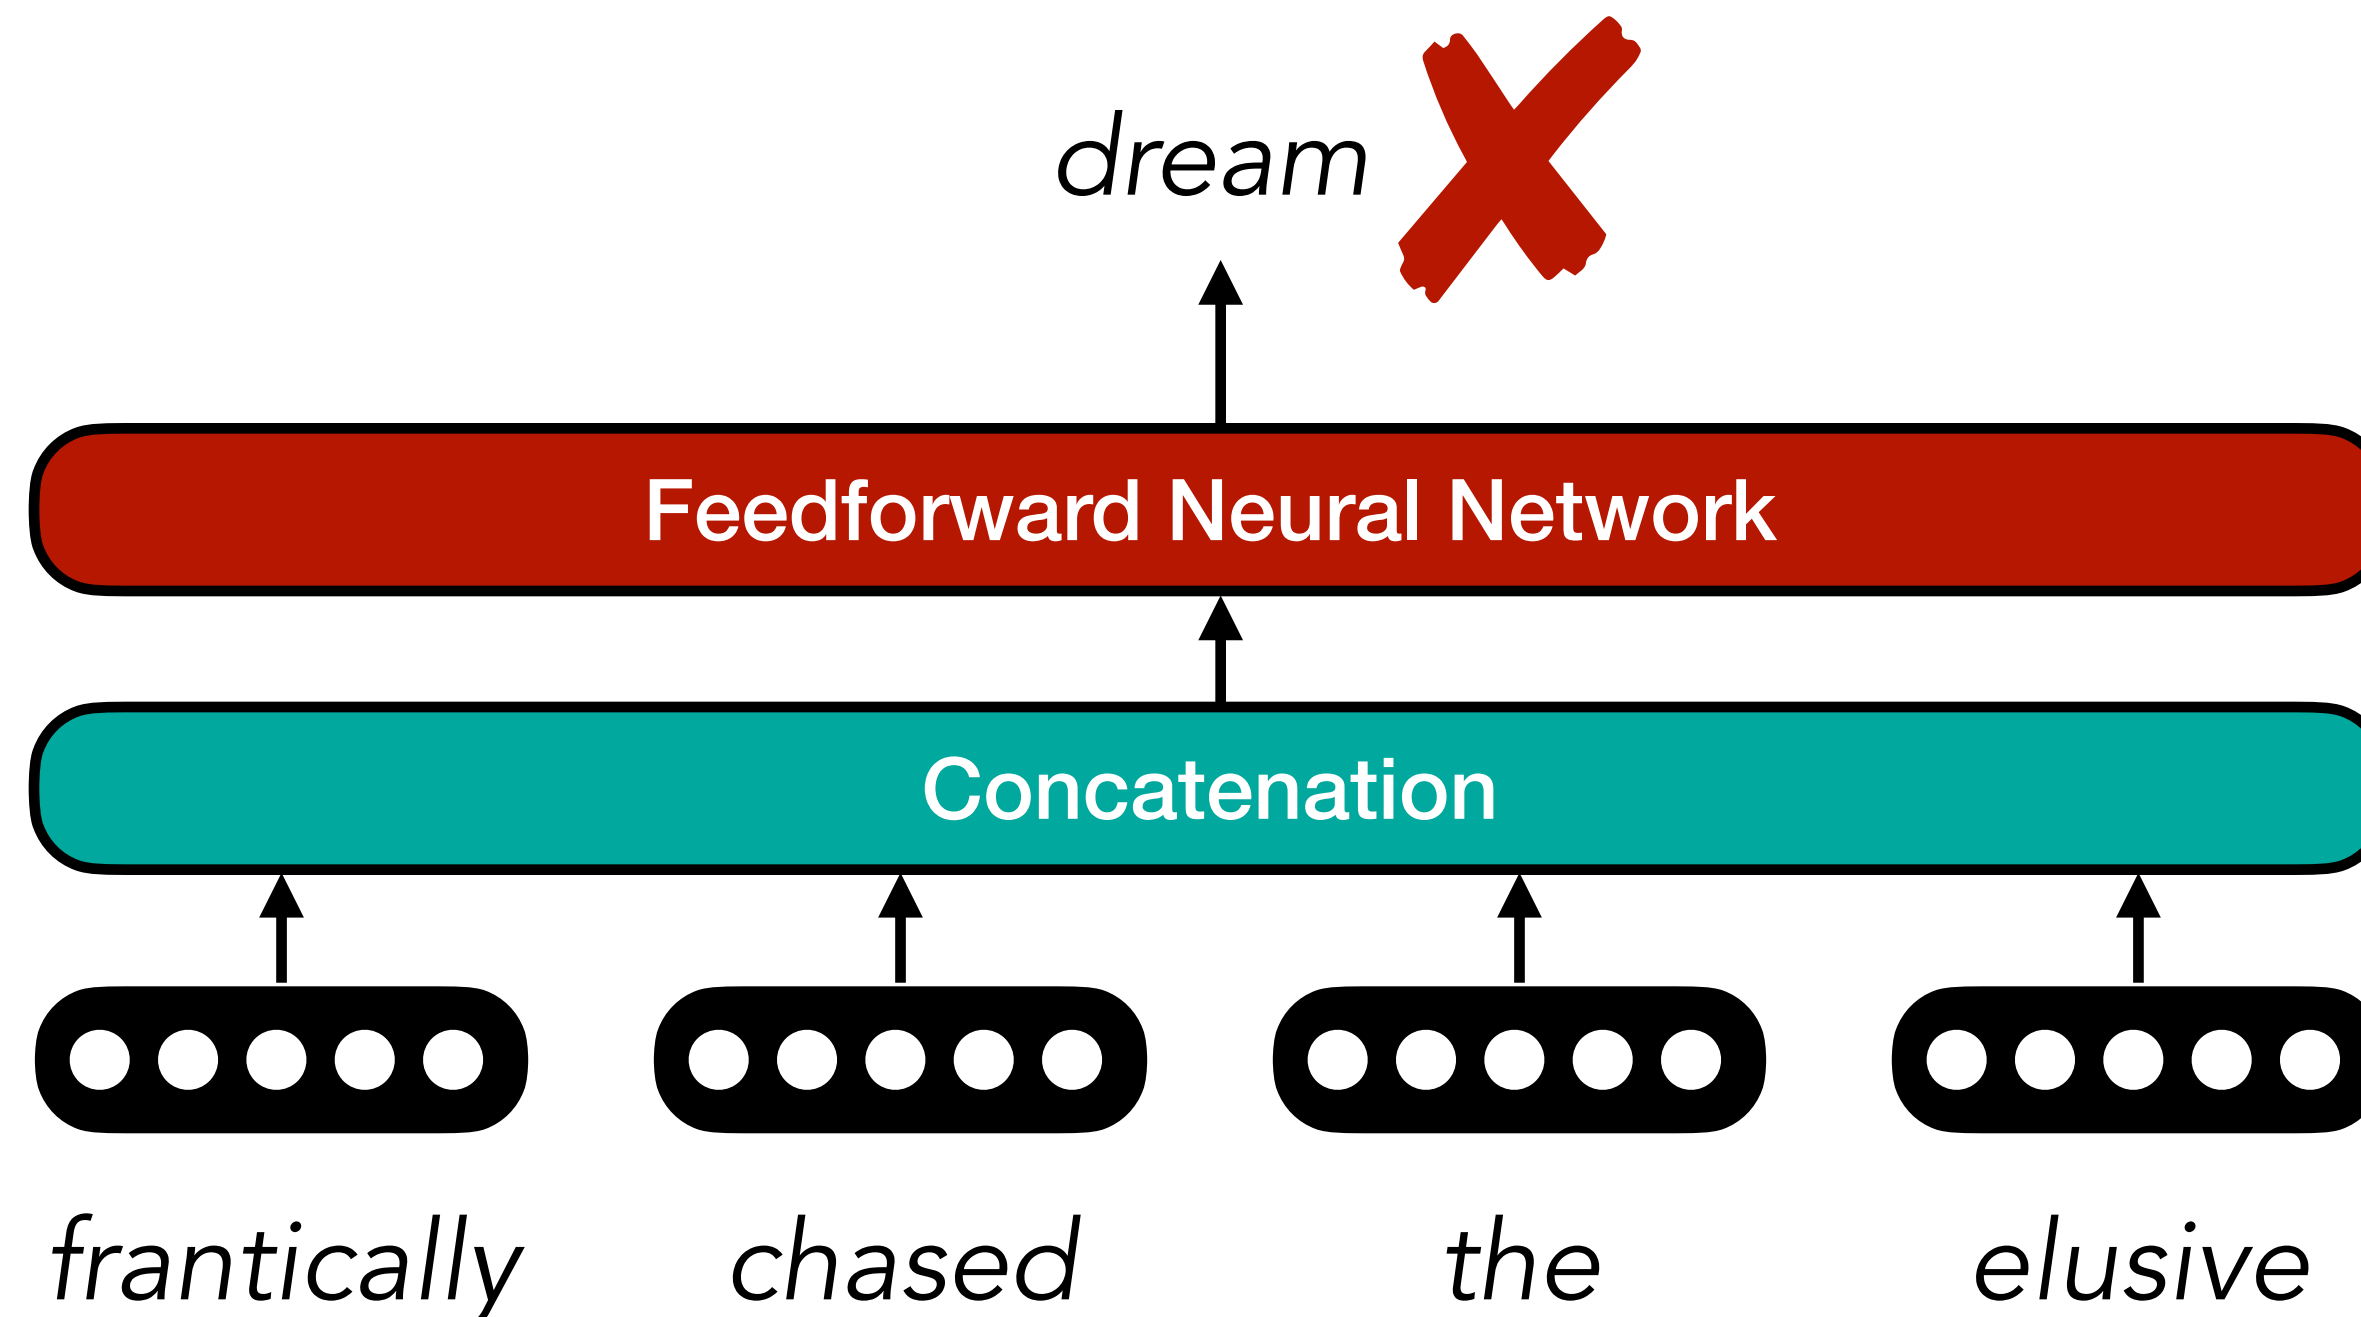 dream
Feedforward Neural Network
Concatenation
frantically chased the elusive